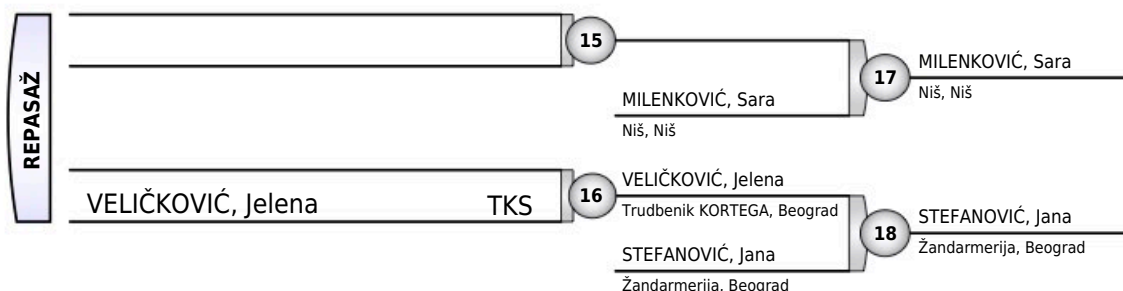 REPASAŽ
15
MILENKOVIĆ, Sara
Niš, Niš
17
MILENKOVIĆ, Sara
Niš, Niš
VELIČKOVIĆ, Jelena TKS
16
VELIČKOVIĆ, Jelena
Trudbenik KORTEGA, Beograd
STEFANOVIĆ, Jana
Žandarmerija, Beograd
18
STEFANOVIĆ, Jana
Žandarmerija, Beograd